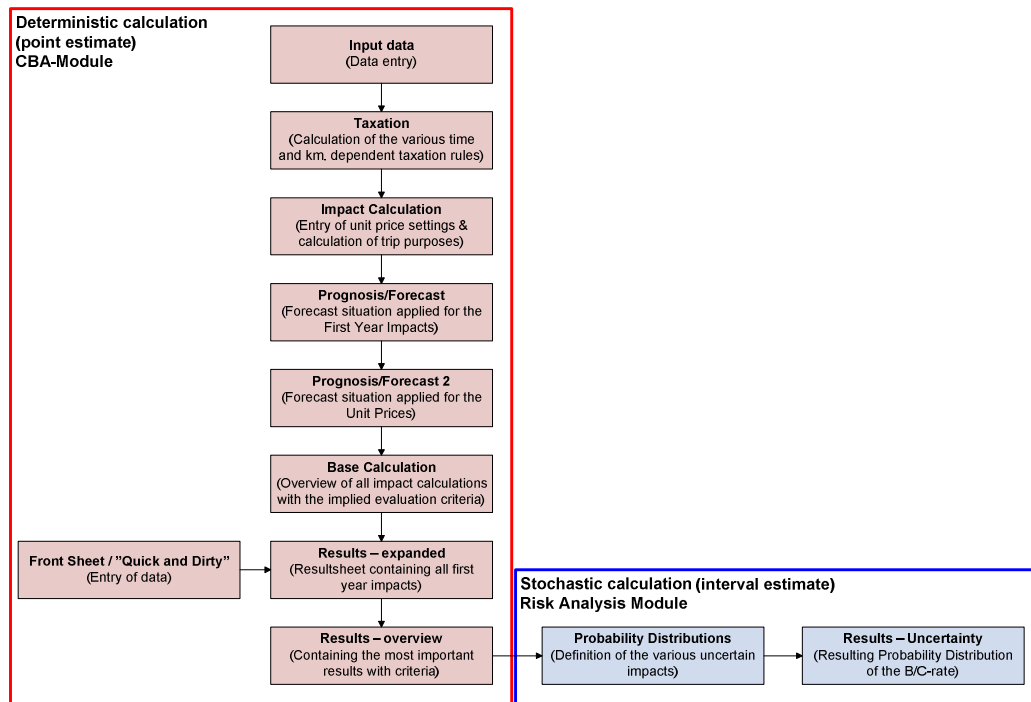 Deterministic calculation
(point estimate)
CBA-Module
Input data
(Data entry)
Taxation
(Calculation of the various time
and km. dependent taxation rules)
Impact Calculation
(Entry of unit price settings &
calculation of trip purposes)
Prognosis/Forecast
(Forecast situation applied for the
First Year Impacts)
Prognosis/Forecast 2
(Forecast situation applied for the
Unit Prices)
Base Calculation
(Overview of all impact calculations
with the implied evaluation criteria)
Front Sheet / ”Quick and Dirty”
(Entry of data)
Results – expanded
(Resultsheet containing all first
year impacts)
Results – overview
(Containing the most important
results with criteria)
Stochastic calculation (interval estimate)
Risk Analysis Module
Probability Distributions
(Definition of the various uncertain
impacts)
Results – Uncertainty
(Resulting Probability Distribution
of the B/C-rate)